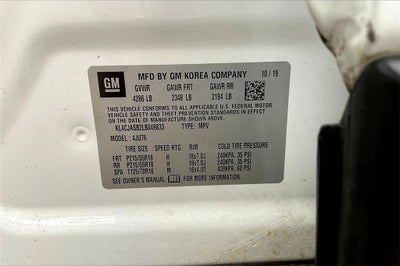 GM
MFD BY GM KOREA COMPANY 10/19
GVWR GAWR FRT GAWR RR
4286 LB 2348 LB 2194 LB
THIS VEHICLE CONFORMS TO ALL APPLICABLE U.S. FEDERAL MOTOR
VEHICLE SAFETY AND THEFT PREVENTION STANDARDS IN EFFECT ON
THE DATE OF MANUFACTURE SHOWN ABOVE.
TYPE: MPV
MODEL: 4JU76
TIRE SIZE SPEED RTG RIM COLD TIRE PRESSURE
FRT P215/55R18 H 18x7.0J 240KPA, 35 PSI
RR P215/55R18 H 18x7.0J 240KPA, 35 PSI
SPA T125/70R16 M 16x4.0T 420KPA, 60 PSI
SEE OWNER'S MANUAL FOR MORE INFORMATION.